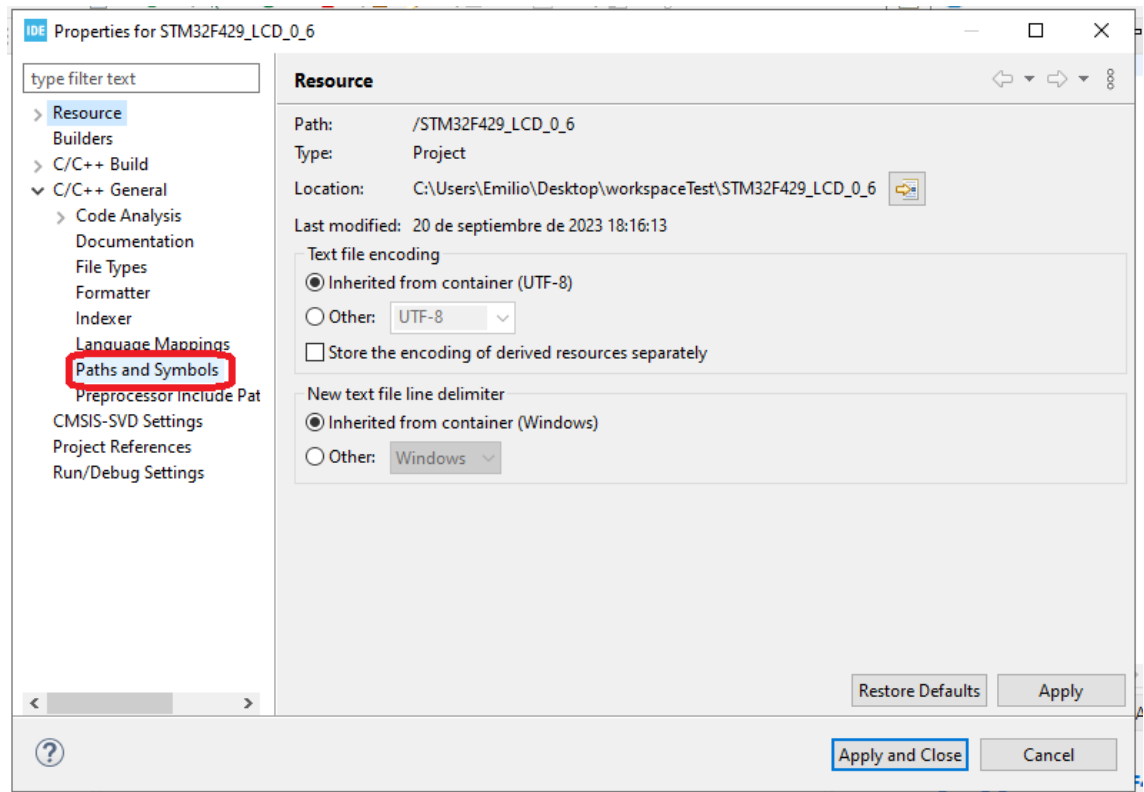 IDE Properties for STM32F429_LCD_0_6
type filter text
Resource
Builders
C/C++ Build
C/C++ General
Code Analysis
Documentation
File Types
Formatter
Indexer
Language Mappings
Paths and Symbols
Preprocessor Include Pat
CMSIS-SVD Settings
Project References
Run/Debug Settings
Resource
Path: /STM32F429_LCD_0_6
Type: Project
Location: C:\Users\Emilio\Desktop\workspaceTest\STM32F429_LCD_0_6
Last modified: 20 de septiembre de 2023 18:16:13
Text file encoding
Inherited from container (UTF-8)
Other: UTF-8
Store the encoding of derived resources separately
New text file line delimiter
Inherited from container (Windows)
Other: Windows
Restore Defaults Apply
Apply and Close Cancel